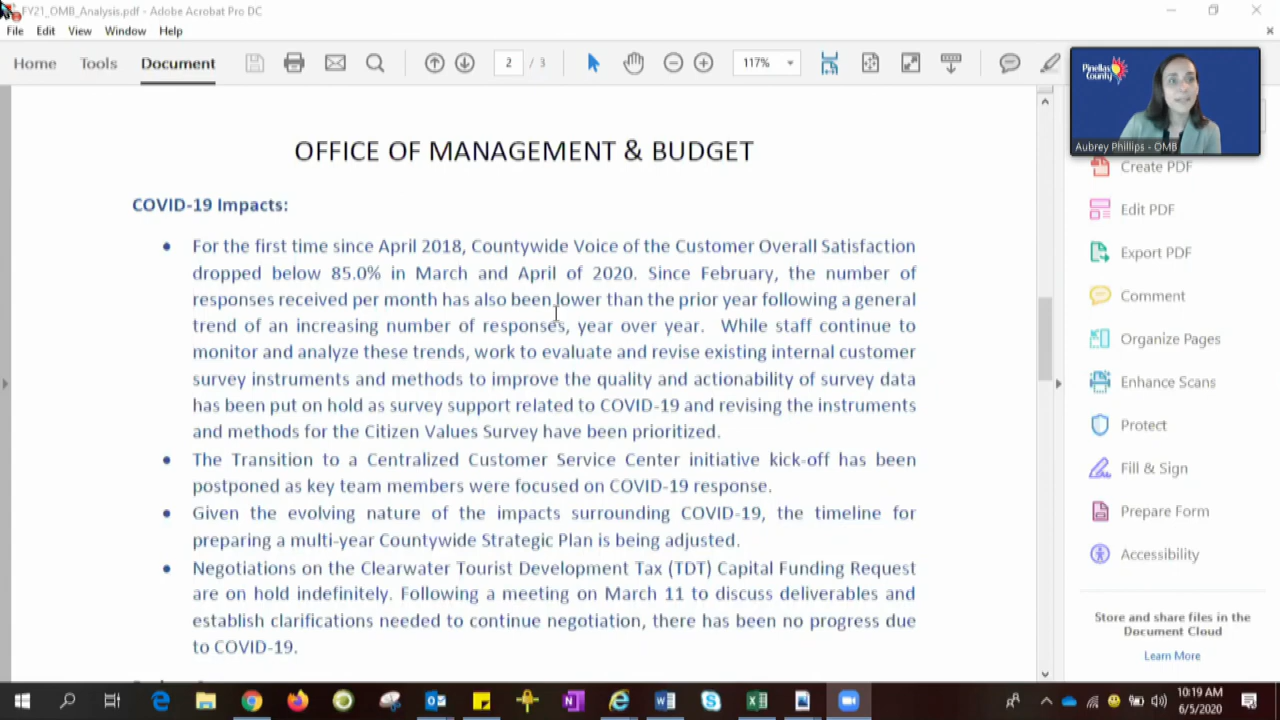 FY21_OMB_Analysis.pdf - Adobe Acrobat Pro DC
File Edit View Window Help
Home Tools Document 2 / 3 117%
Pinellas County
Aubrey Phillips - OMB
OFFICE OF MANAGEMENT & BUDGET
COVID-19 Impacts:
• For the first time since April 2018, Countywide Voice of the Customer Overall Satisfaction
dropped below 85.0% in March and April of 2020. Since February, the number of
responses received per month has also been lower than the prior year following a general
trend of an increasing number of responses, year over year. While staff continue to
monitor and analyze these trends, work to evaluate and revise existing internal customer
survey instruments and methods to improve the quality and actionability of survey data
has been put on hold as survey support related to COVID-19 and revising the instruments
and methods for the Citizen Values Survey have been prioritized.
• The Transition to a Centralized Customer Service Center initiative kick-off has been
postponed as key team members were focused on COVID-19 response.
• Given the evolving nature of the impacts surrounding COVID-19, the timeline for
preparing a multi-year Countywide Strategic Plan is being adjusted.
• Negotiations on the Clearwater Tourist Development Tax (TDT) Capital Funding Request
are on hold indefinitely. Following a meeting on March 11 to discuss deliverables and
establish clarifications needed to continue negotiation, there has been no progress due
to COVID-19.
Create PDF
Edit PDF
Export PDF
Comment
Organize Pages
Enhance Scans
Protect
Fill & Sign
Prepare Form
Accessibility
Store and share files in the
Document Cloud
Learn More
10:19 AM
6/5/2020